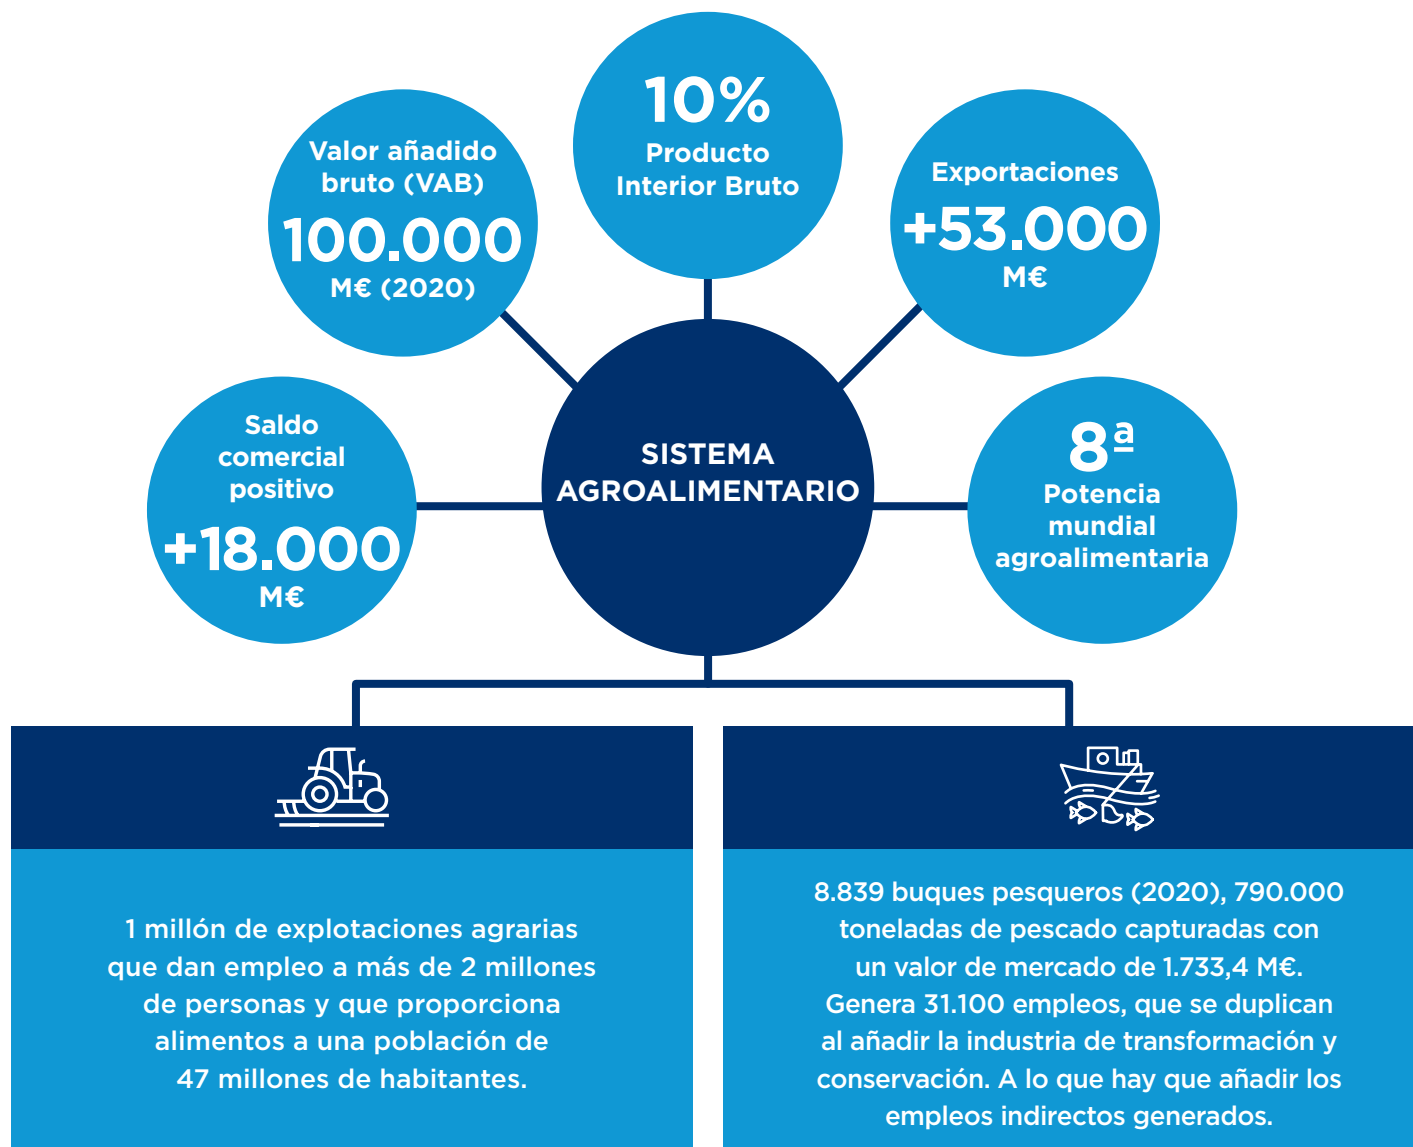 10%
Producto
Interior Bruto
Valor añadido
bruto (VAB)
100.000
M€ (2020)
Exportaciones
+53.000
M€
Saldo
comercial
positivo
+18.000
M€
SISTEMA
AGROALIMENTARIO
8ª
Potencia
mundial
agroalimentaria
1 millón de explotaciones agrarias
que dan empleo a más de 2 millones
de personas y que proporciona
alimentos a una población de
47 millones de habitantes.
8.839 buques pesqueros (2020), 790.000
toneladas de pescado capturadas con
un valor de mercado de 1.733,4 M€.
Genera 31.100 empleos, que se duplican
al añadir la industria de transformación y
conservación. A lo que hay que añadir los
empleos indirectos generados.